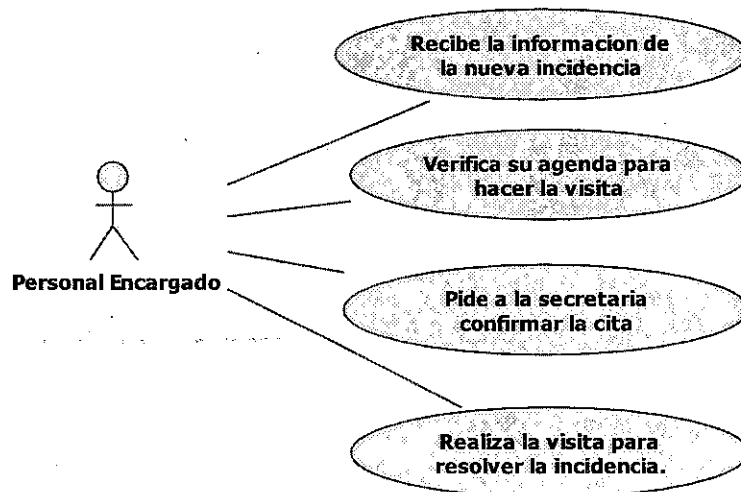 Recibe la informacion de
la nueva incidencia
Verifica su agenda para
hacer la visita
Personal Encargado
Pide a la secretaria
confirmar la cita
Realiza la visita para
resolver la incidencia.